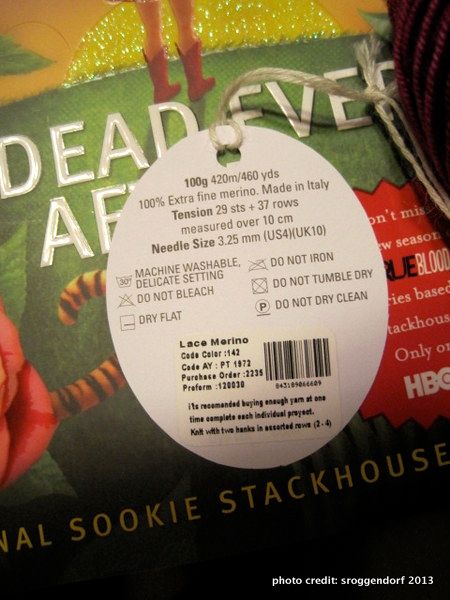 DEAD EVE
AF
100g 420m/460 yds
100% Extra fine merino. Made in Italy
Tension 29 sts + 37 rows
measured over 10 cm
Needle Size 3.25 mm (US4)(UK10)
30°
MACHINE WASHABLE,
DELICATE SETTING
DO NOT IRON
DO NOT BLEACH
DO NOT TUMBLE DRY
DRY FLAT
P
DO NOT DRY CLEAN
Lace Merino
Code Color :142
Code AY : PT 1972
Purchase Order :2235
Proform :120030
843189066609
i'ts recomended buying enough yarn at one
time complete each individual proyect.
Knit with two hanks in assorted rows (2-4)
on't mis
ew season
RUEBLOOD
ries based
tackhous
Only on
HBO
NAL SOOKIE STACKHOUSE
photo credit: sroggendorf 2013